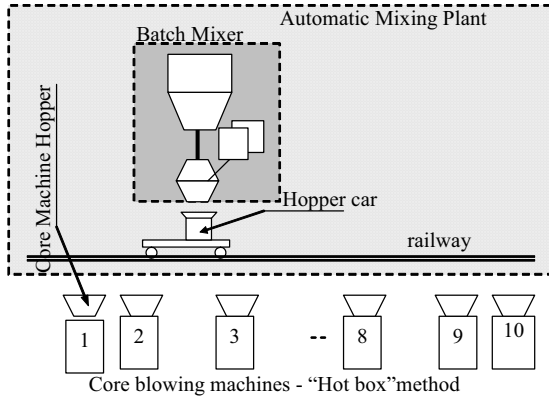 Automatic Mixing Plant
Batch Mixer
Core Machine Hopper
Hopper car
railway
1 2 3 -- 8 9 10
Core blowing machines - “Hot box”method